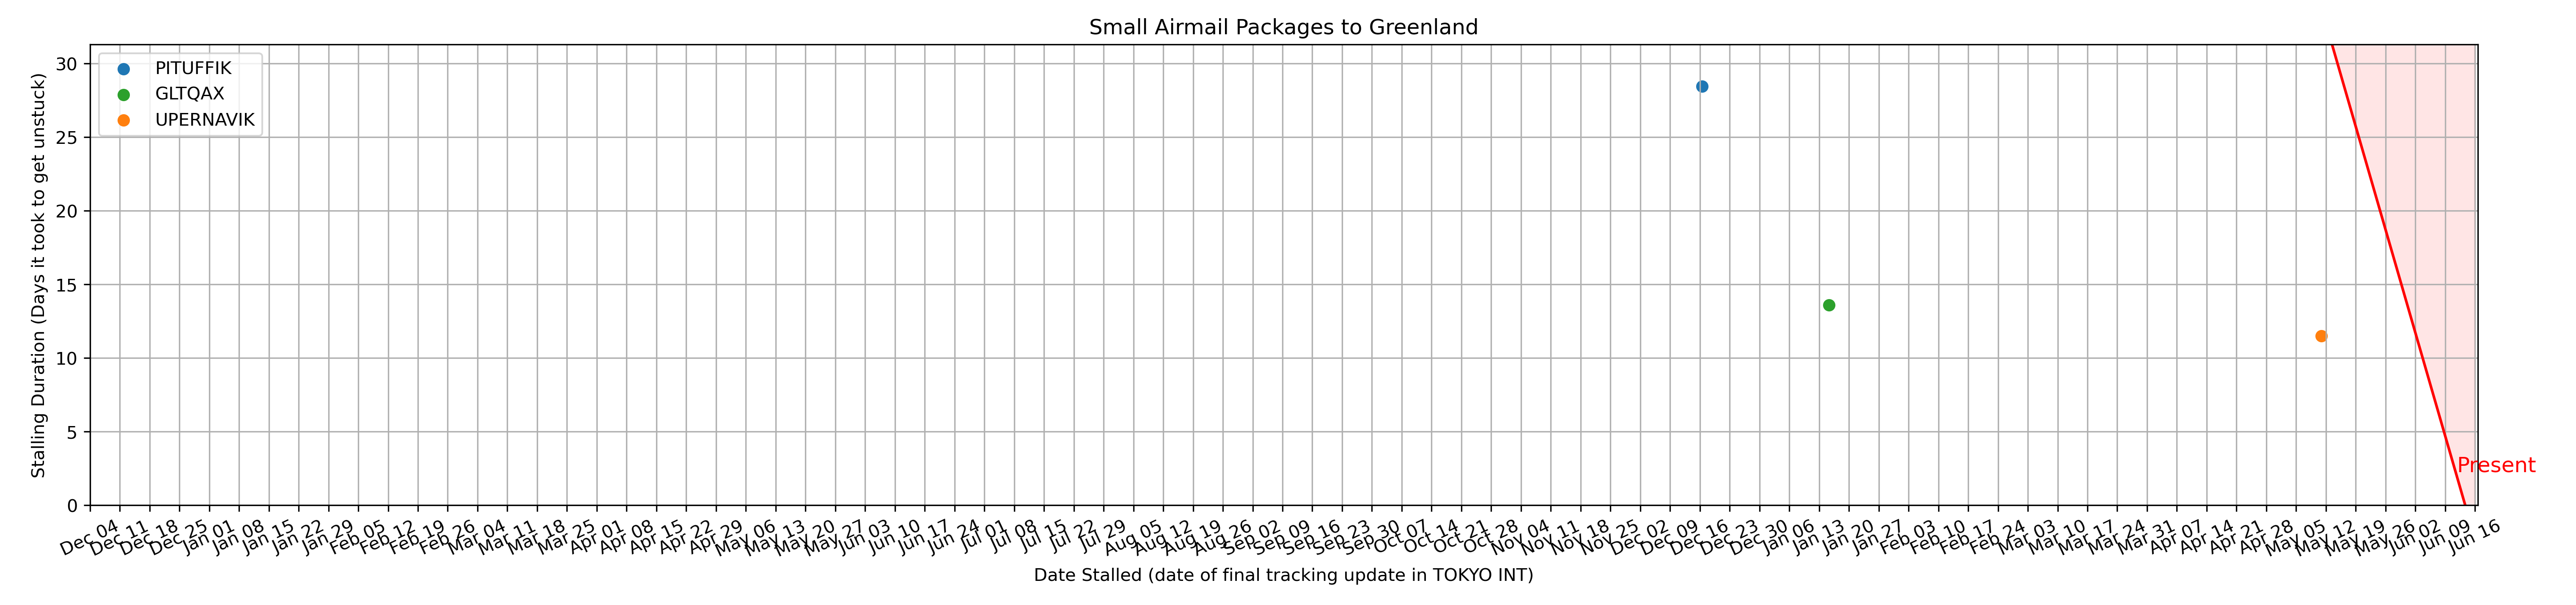 Small Airmail Packages to Greenland
PITUFFIK
GLTQAX
UPERNAVIK
Stalling Duration (Days it took to get unstuck)
30
25
20
15
10
5
0
Present
Dec 04
Dec 11
Dec 18
Dec 25
Jan 01
Jan 08
Jan 15
Jan 22
Jan 29
Feb 05
Feb 12
Feb 19
Feb 26
Mar 04
Mar 11
Mar 18
Mar 25
Apr 01
Apr 08
Apr 15
Apr 22
Apr 29
May 06
May 13
May 20
May 27
Jun 03
Jun 10
Jun 17
Jun 24
Jul 01
Jul 08
Jul 15
Jul 22
Jul 29
Aug 05
Aug 12
Aug 19
Aug 26
Sep 02
Sep 09
Sep 16
Sep 23
Sep 30
Oct 07
Oct 14
Oct 21
Oct 28
Nov 04
Nov 11
Nov 18
Nov 25
Dec 02
Dec 09
Dec 16
Dec 23
Dec 30
Jan 06
Jan 13
Jan 20
Jan 27
Feb 03
Feb 10
Feb 17
Feb 24
Mar 03
Mar 10
Mar 17
Mar 24
Mar 31
Apr 07
Apr 14
Apr 21
Apr 28
May 05
May 12
May 19
May 26
Jun 02
Jun 09
Jun 16
Date Stalled (date of final tracking update in TOKYO INT)